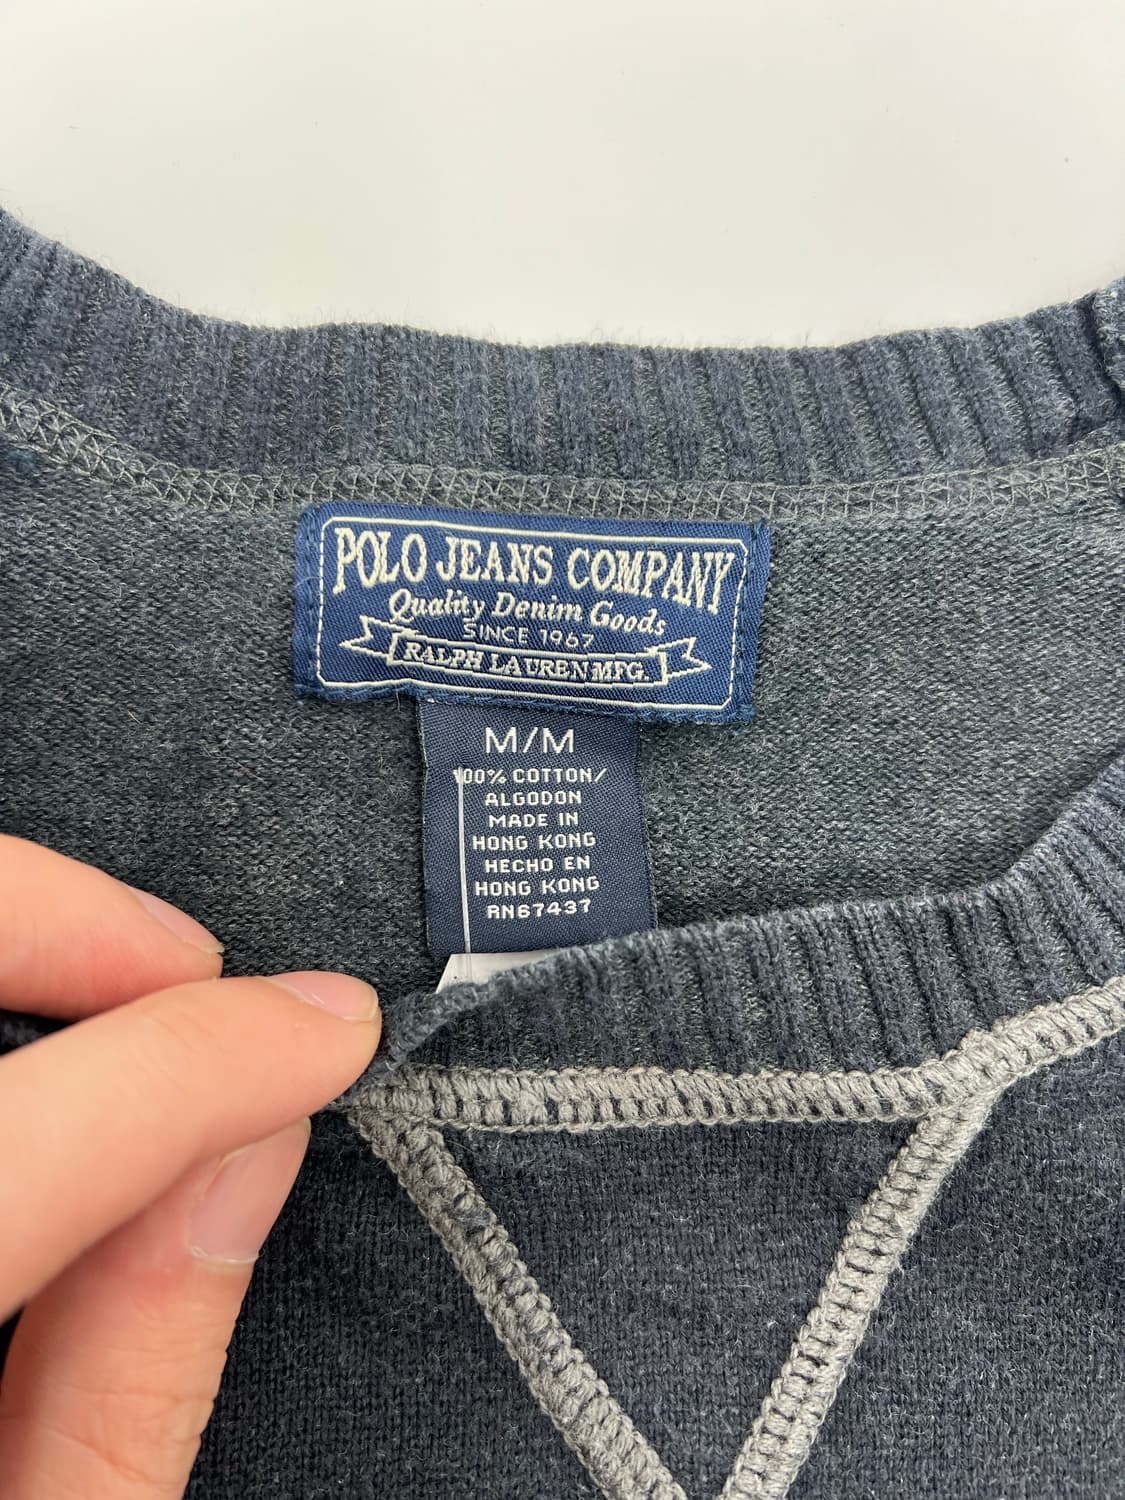 POLO JEANS COMPANY
Quality Denim Goods
SINCE 1967
RALPH LAUREN MFG.
M/M
100% COTTON/
ALGODON
MADE IN
HONG KONG
HECHO EN
HONG KONG
RN67437